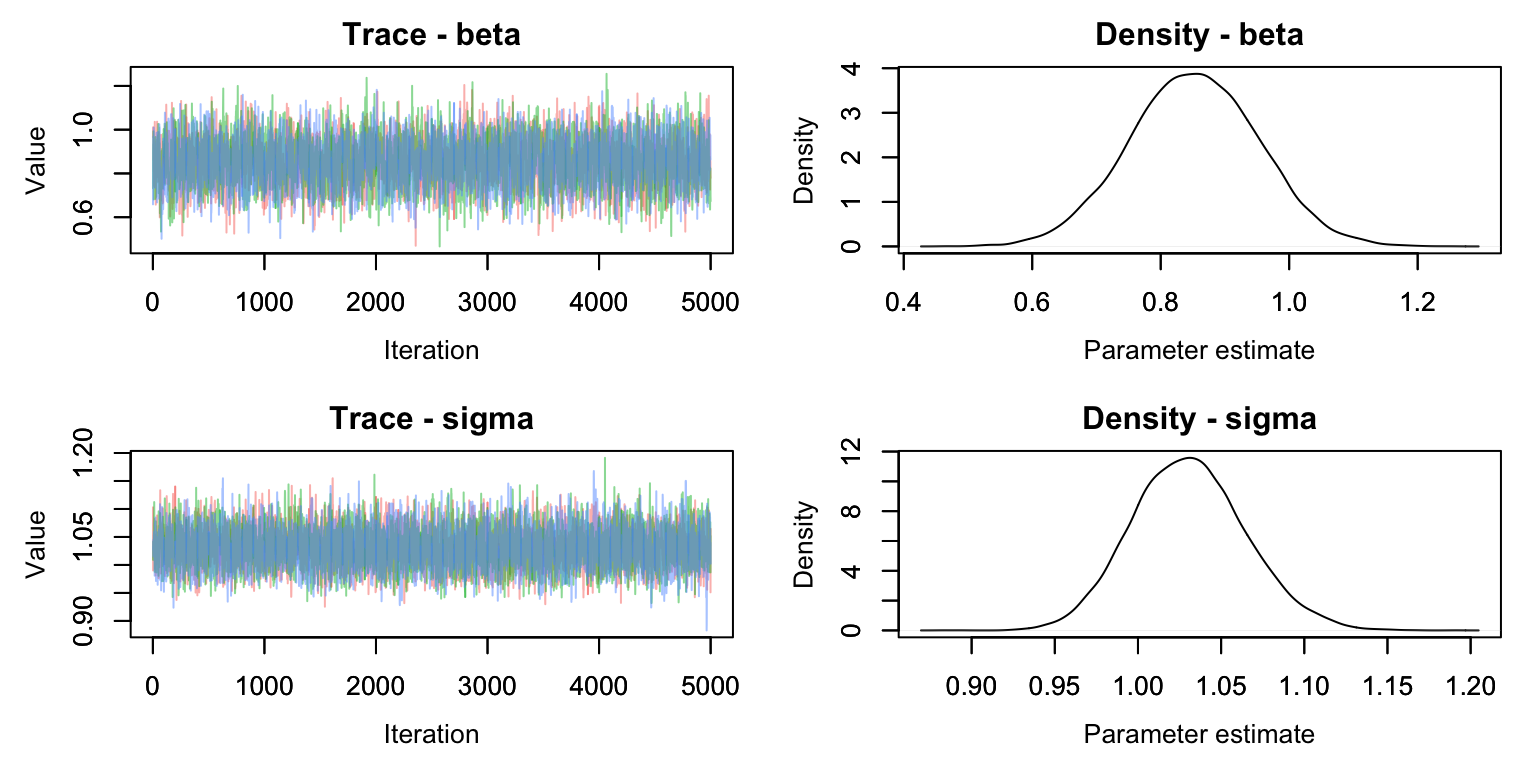 Trace - beta
Value
0.6 1.0
0 1000 2000 3000 4000 5000
Iteration
Density - beta
Density
0 1 2 3 4
0.4 0.6 0.8 1.0 1.2
Parameter estimate
Trace - sigma
Value
0.90 1.05 1.20
0 1000 2000 3000 4000 5000
Iteration
Density - sigma
Density
0 4 8 12
0.90 0.95 1.00 1.05 1.10 1.15 1.20
Parameter estimate